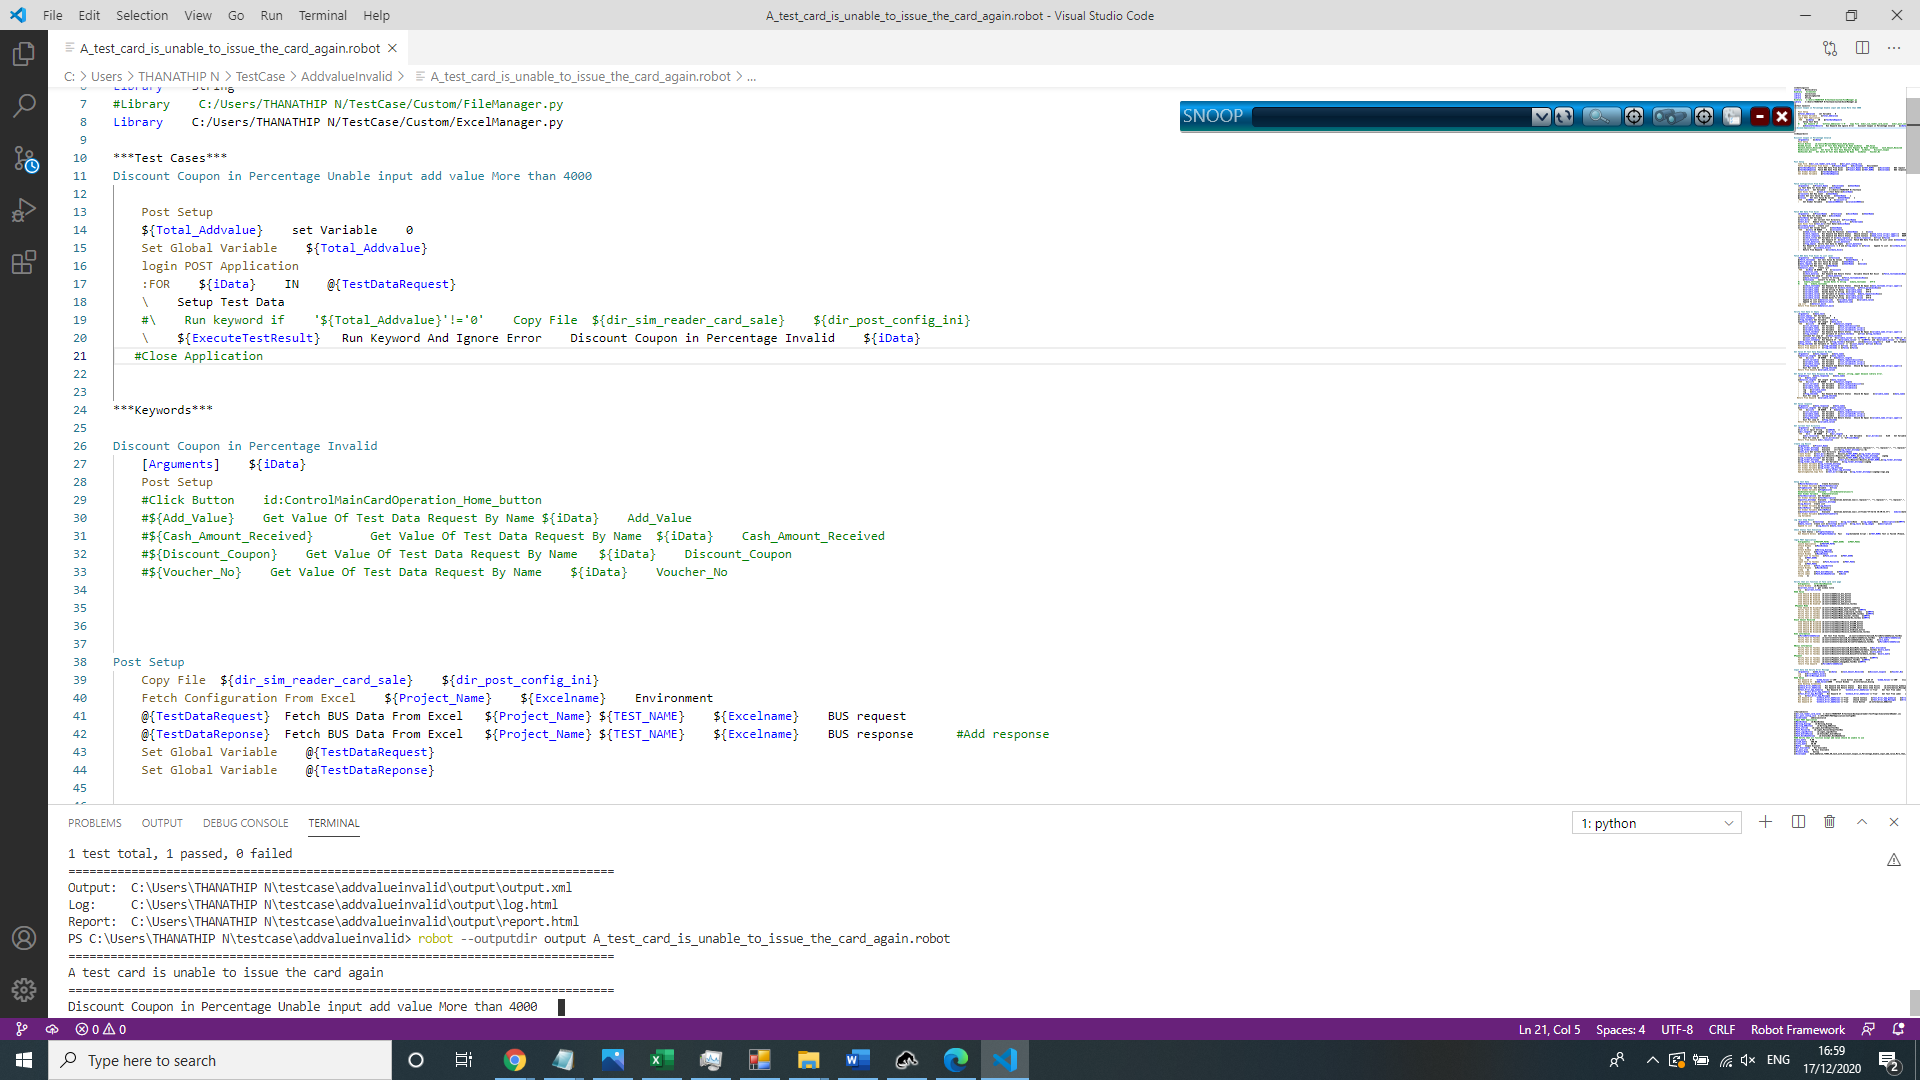 File Edit Selection View Go Run Terminal Help
A_test_card_is_unable_to_issue_the_card_again.robot - Visual Studio Code
A_test_card_is_unable_to_issue_the_card_again.robot
C: > Users > THANATHIP N > TestCase > AddvalueInvalid > A_test_card_is_unable_to_issue_the_card_again.robot > ...
SNOOP
6 Library String
7 #Library C:/Users/THANATHIP N/TestCase/Custom/FileManager.py
8 Library C:/Users/THANATHIP N/TestCase/Custom/ExcelManager.py
9
10 ***Test Cases***
11 Discount Coupon in Percentage Unable input add value More than 4000
12
13 Post Setup
14 ${Total_Addvalue} set Variable 0
15 Set Global Variable ${Total_Addvalue}
16 login POST Application
17 :FOR ${iData} IN @{TestDataRequest}
18 \ Setup Test Data
19 #\ Run keyword if '${Total_Addvalue}'!='0' Copy File ${dir_sim_reader_card_sale} ${dir_post_config_ini}
20 \ ${ExecuteTestResult} Run Keyword And Ignore Error Discount Coupon in Percentage Invalid ${iData}
21 #Close Application
22
23
24 ***Keywords***
25
26 Discount Coupon in Percentage Invalid
27 [Arguments] ${iData}
28 Post Setup
29 #Click Button id:ControlMainCardOperation_Home_button
30 #${Add_Value} Get Value Of Test Data Request By Name ${iData} Add_Value
31 #${Cash_Amount_Received} Get Value Of Test Data Request By Name ${iData} Cash_Amount_Received
32 #${Discount_Coupon} Get Value Of Test Data Request By Name ${iData} Discount_Coupon
33 #${Voucher_No} Get Value Of Test Data Request By Name ${iData} Voucher_No
34
35
36
37
38 Post Setup
39 Copy File ${dir_sim_reader_card_sale} ${dir_post_config_ini}
40 Fetch Configuration From Excel ${Project_Name} ${Excelname} Environment
41 @{TestDataRequest} Fetch BUS Data From Excel ${Project_Name} ${TEST_NAME} ${Excelname} BUS request
42 @{TestDataReponse} Fetch BUS Data From Excel ${Project_Name} ${TEST_NAME} ${Excelname} BUS response #Add response
43 Set Global Variable @{TestDataRequest}
44 Set Global Variable @{TestDataReponse}
45
PROBLEMS OUTPUT DEBUG CONSOLE TERMINAL
1: python
1 test total, 1 passed, 0 failed
==============================================================================
Output: C:\Users\THANATHIP N\testcase\addvalueinvalid\output\output.xml
Log: C:\Users\THANATHIP N\testcase\addvalueinvalid\output\log.html
Report: C:\Users\THANATHIP N\testcase\addvalueinvalid\output\report.html
PS C:\Users\THANATHIP N\testcase\addvalueinvalid> robot --outputdir output A_test_card_is_unable_to_issue_the_card_again.robot
==============================================================================
A test card is unable to issue the card again
==============================================================================
Discount Coupon in Percentage Unable input add value More than 4000
0 0
Ln 21, Col 5 Spaces: 4 UTF-8 CRLF Robot Framework
Type here to search
ENG
16:59
17/12/2020
2